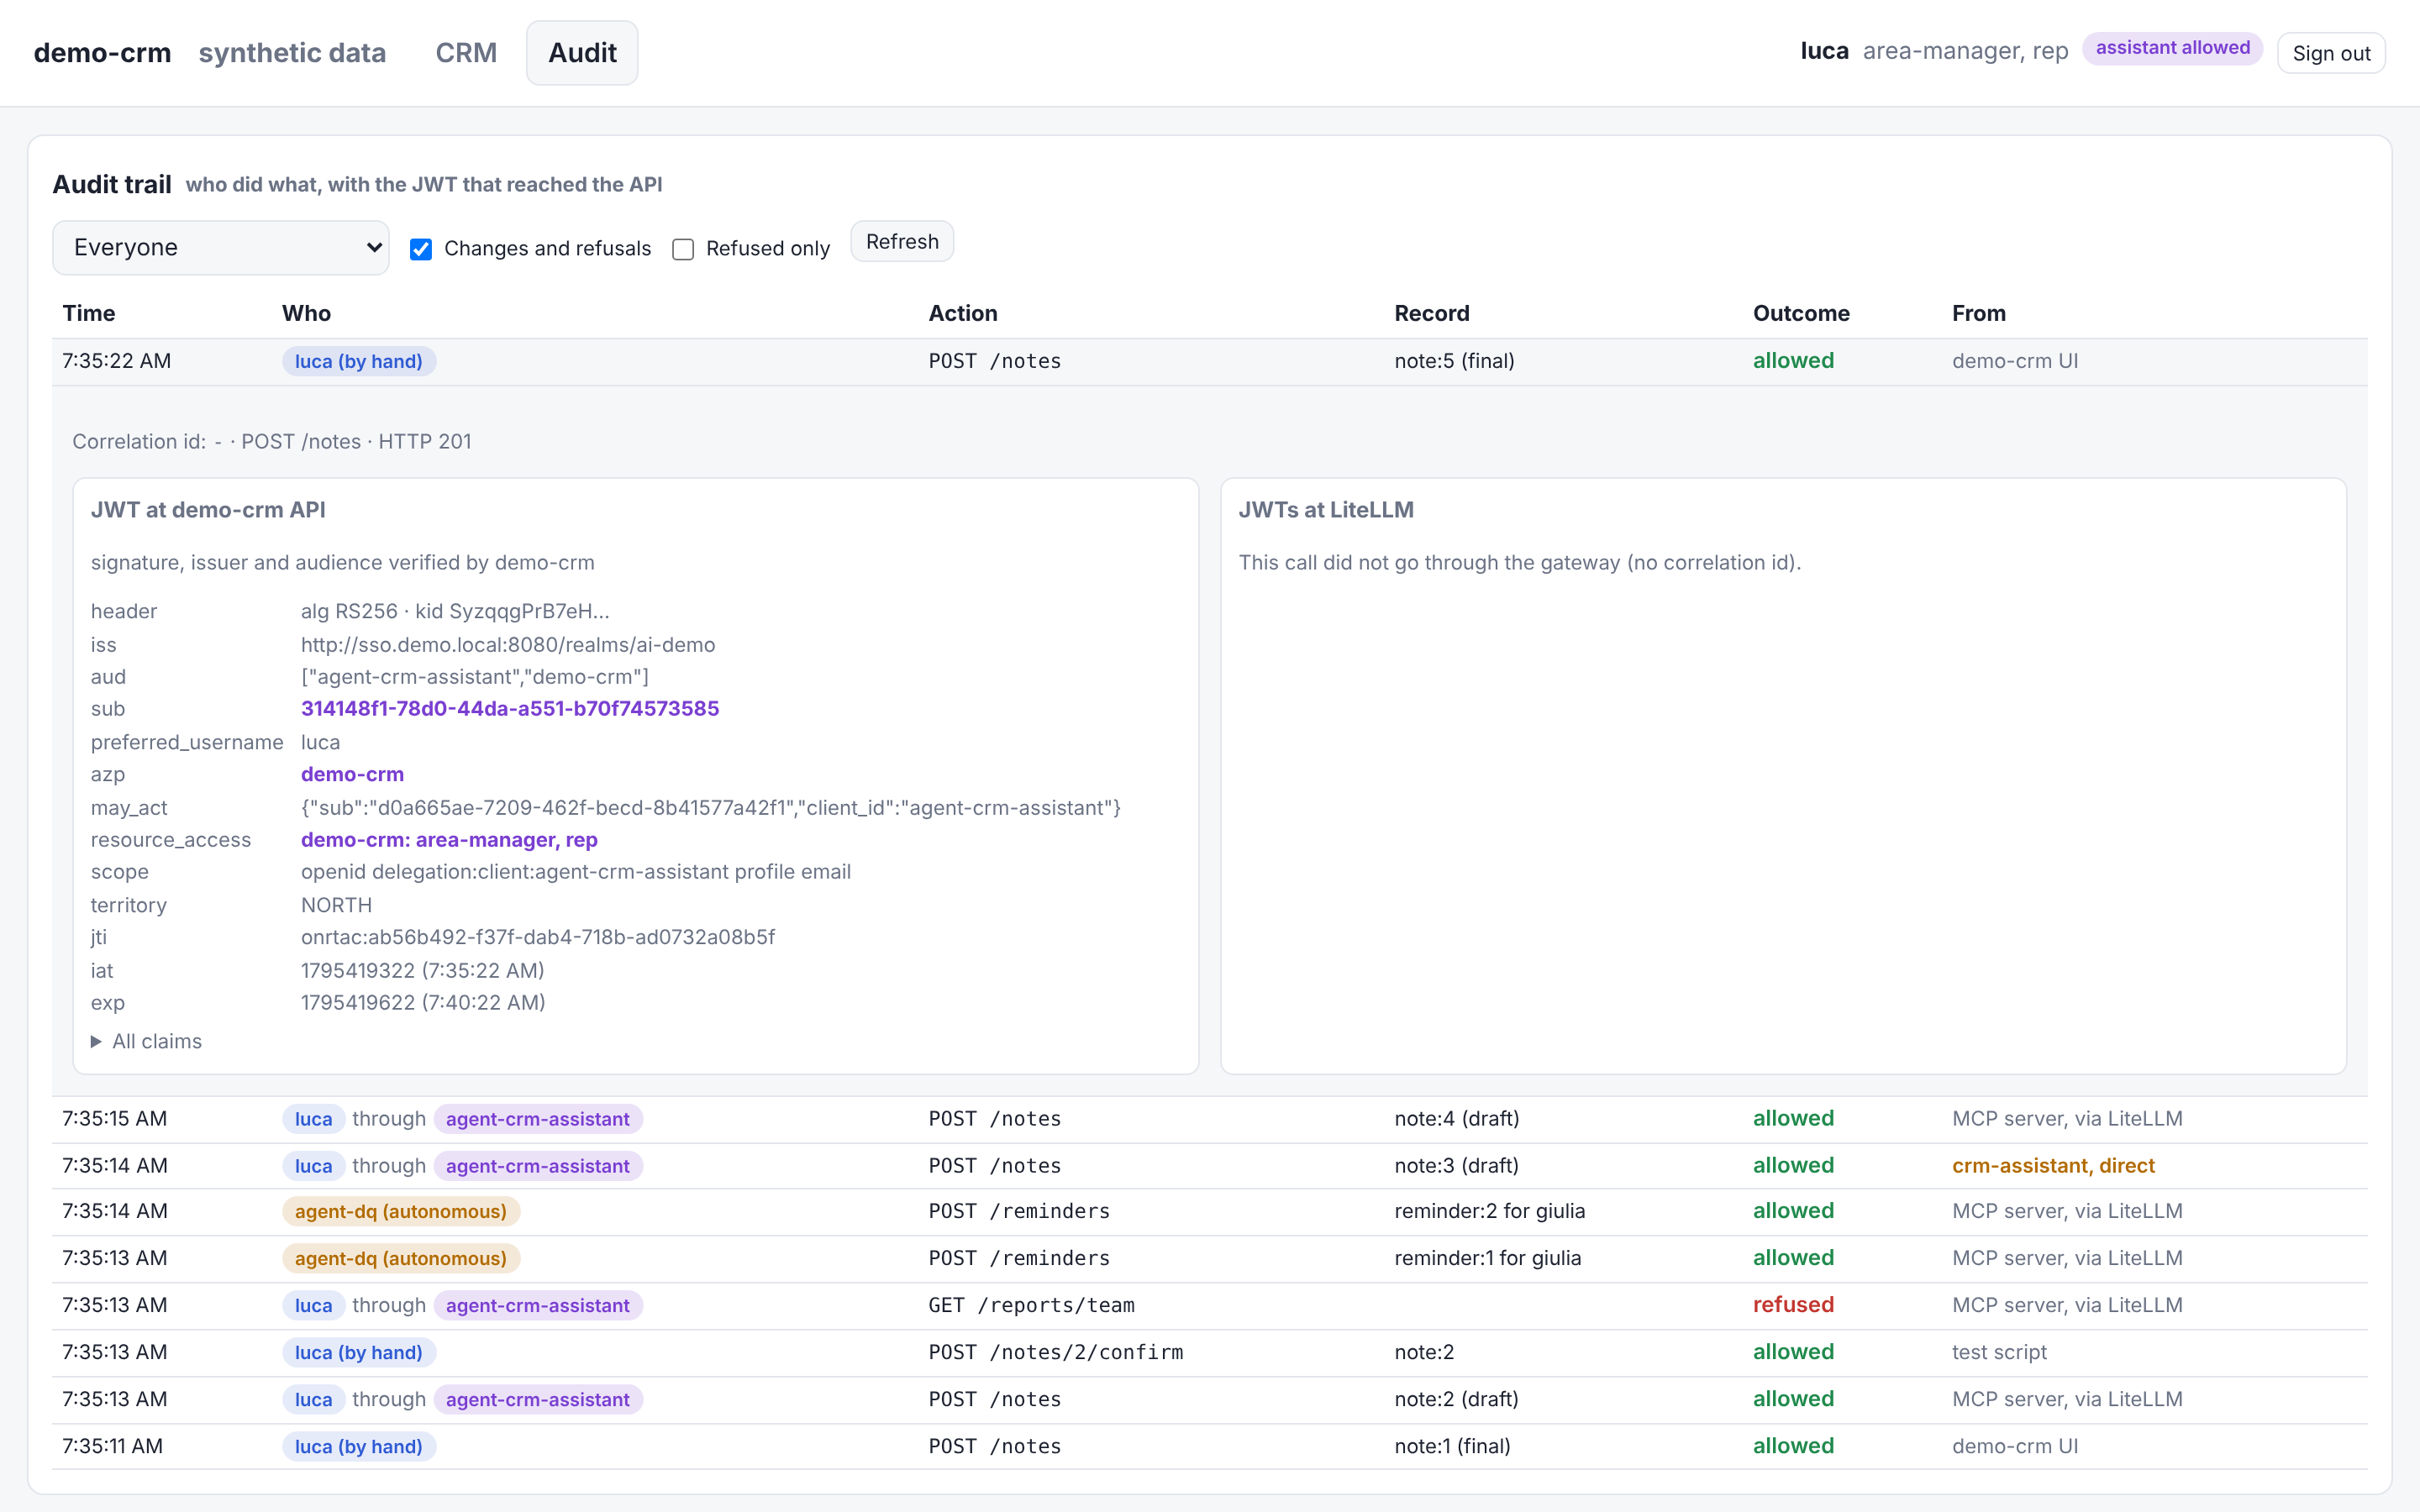 demo-crm synthetic data CRM Audit luca area-manager, rep assistant allowed Sign out
Audit trail who did what, with the JWT that reached the API
Everyone Changes and refusals Refused only Refresh
Time Who Action Record Outcome From
7:35:22 AM luca (by hand) POST /notes note:5 (final) allowed demo-crm UI
Correlation id: - · POST /notes · HTTP 201
JWT at demo-crm API
signature, issuer and audience verified by demo-crm
header alg RS256 · kid SyzqqgPrB7eH...
iss http://sso.demo.local:8080/realms/ai-demo
aud ["agent-crm-assistant","demo-crm"]
sub 314148f1-78d0-44da-a551-b70f74573585
preferred_username luca
azp demo-crm
may_act {"sub":"d0a665ae-7209-462f-becd-8b41577a42f1","client_id":"agent-crm-assistant"}
resource_access demo-crm: area-manager, rep
scope openid delegation:client:agent-crm-assistant profile email
territory NORTH
jti onrtac:ab56b492-f37f-dab4-718b-ad0732a08b5f
iat 1795419322 (7:35:22 AM)
exp 1795419622 (7:40:22 AM)
All claims
JWTs at LiteLLM
This call did not go through the gateway (no correlation id).
7:35:15 AM luca through agent-crm-assistant POST /notes note:4 (draft) allowed MCP server, via LiteLLM
7:35:14 AM luca through agent-crm-assistant POST /notes note:3 (draft) allowed crm-assistant, direct
7:35:14 AM agent-dq (autonomous) POST /reminders reminder:2 for giulia allowed MCP server, via LiteLLM
7:35:13 AM agent-dq (autonomous) POST /reminders reminder:1 for giulia allowed MCP server, via LiteLLM
7:35:13 AM luca through agent-crm-assistant GET /reports/team refused MCP server, via LiteLLM
7:35:13 AM luca (by hand) POST /notes/2/confirm note:2 allowed test script
7:35:13 AM luca through agent-crm-assistant POST /notes note:2 (draft) allowed MCP server, via LiteLLM
7:35:11 AM luca (by hand) POST /notes note:1 (final) allowed demo-crm UI